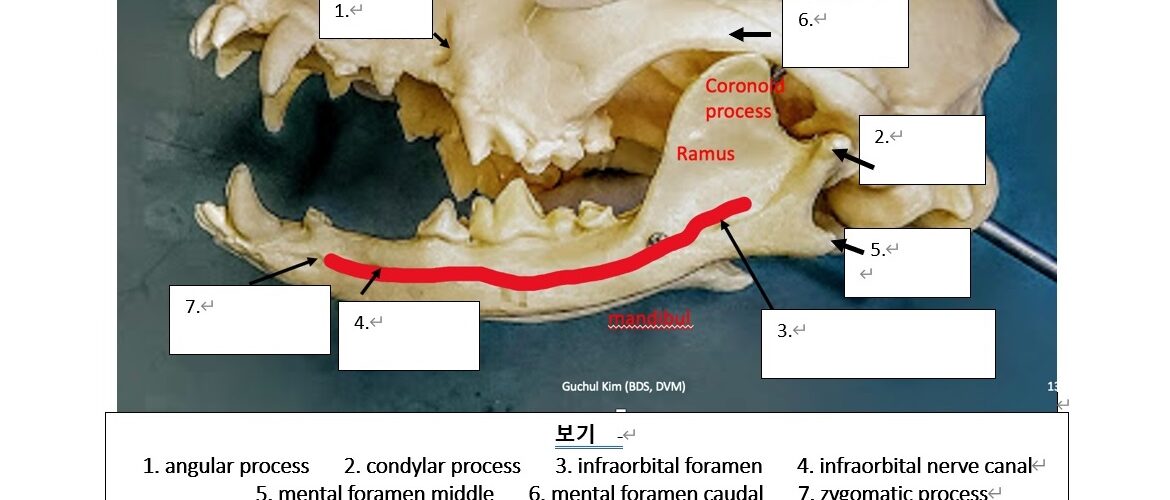 1.
6.
Coronoid
process
2.
Ramus
5.
7.
4.
3.
mandibul
Guchul Kim (BDS, DVM)
13
보기
1. angular process 2. condylar process 3. infraorbital foramen 4. infraorbital nerve canal
5. mental foramen middle 6. mental foramen caudal 7. zygomatic process